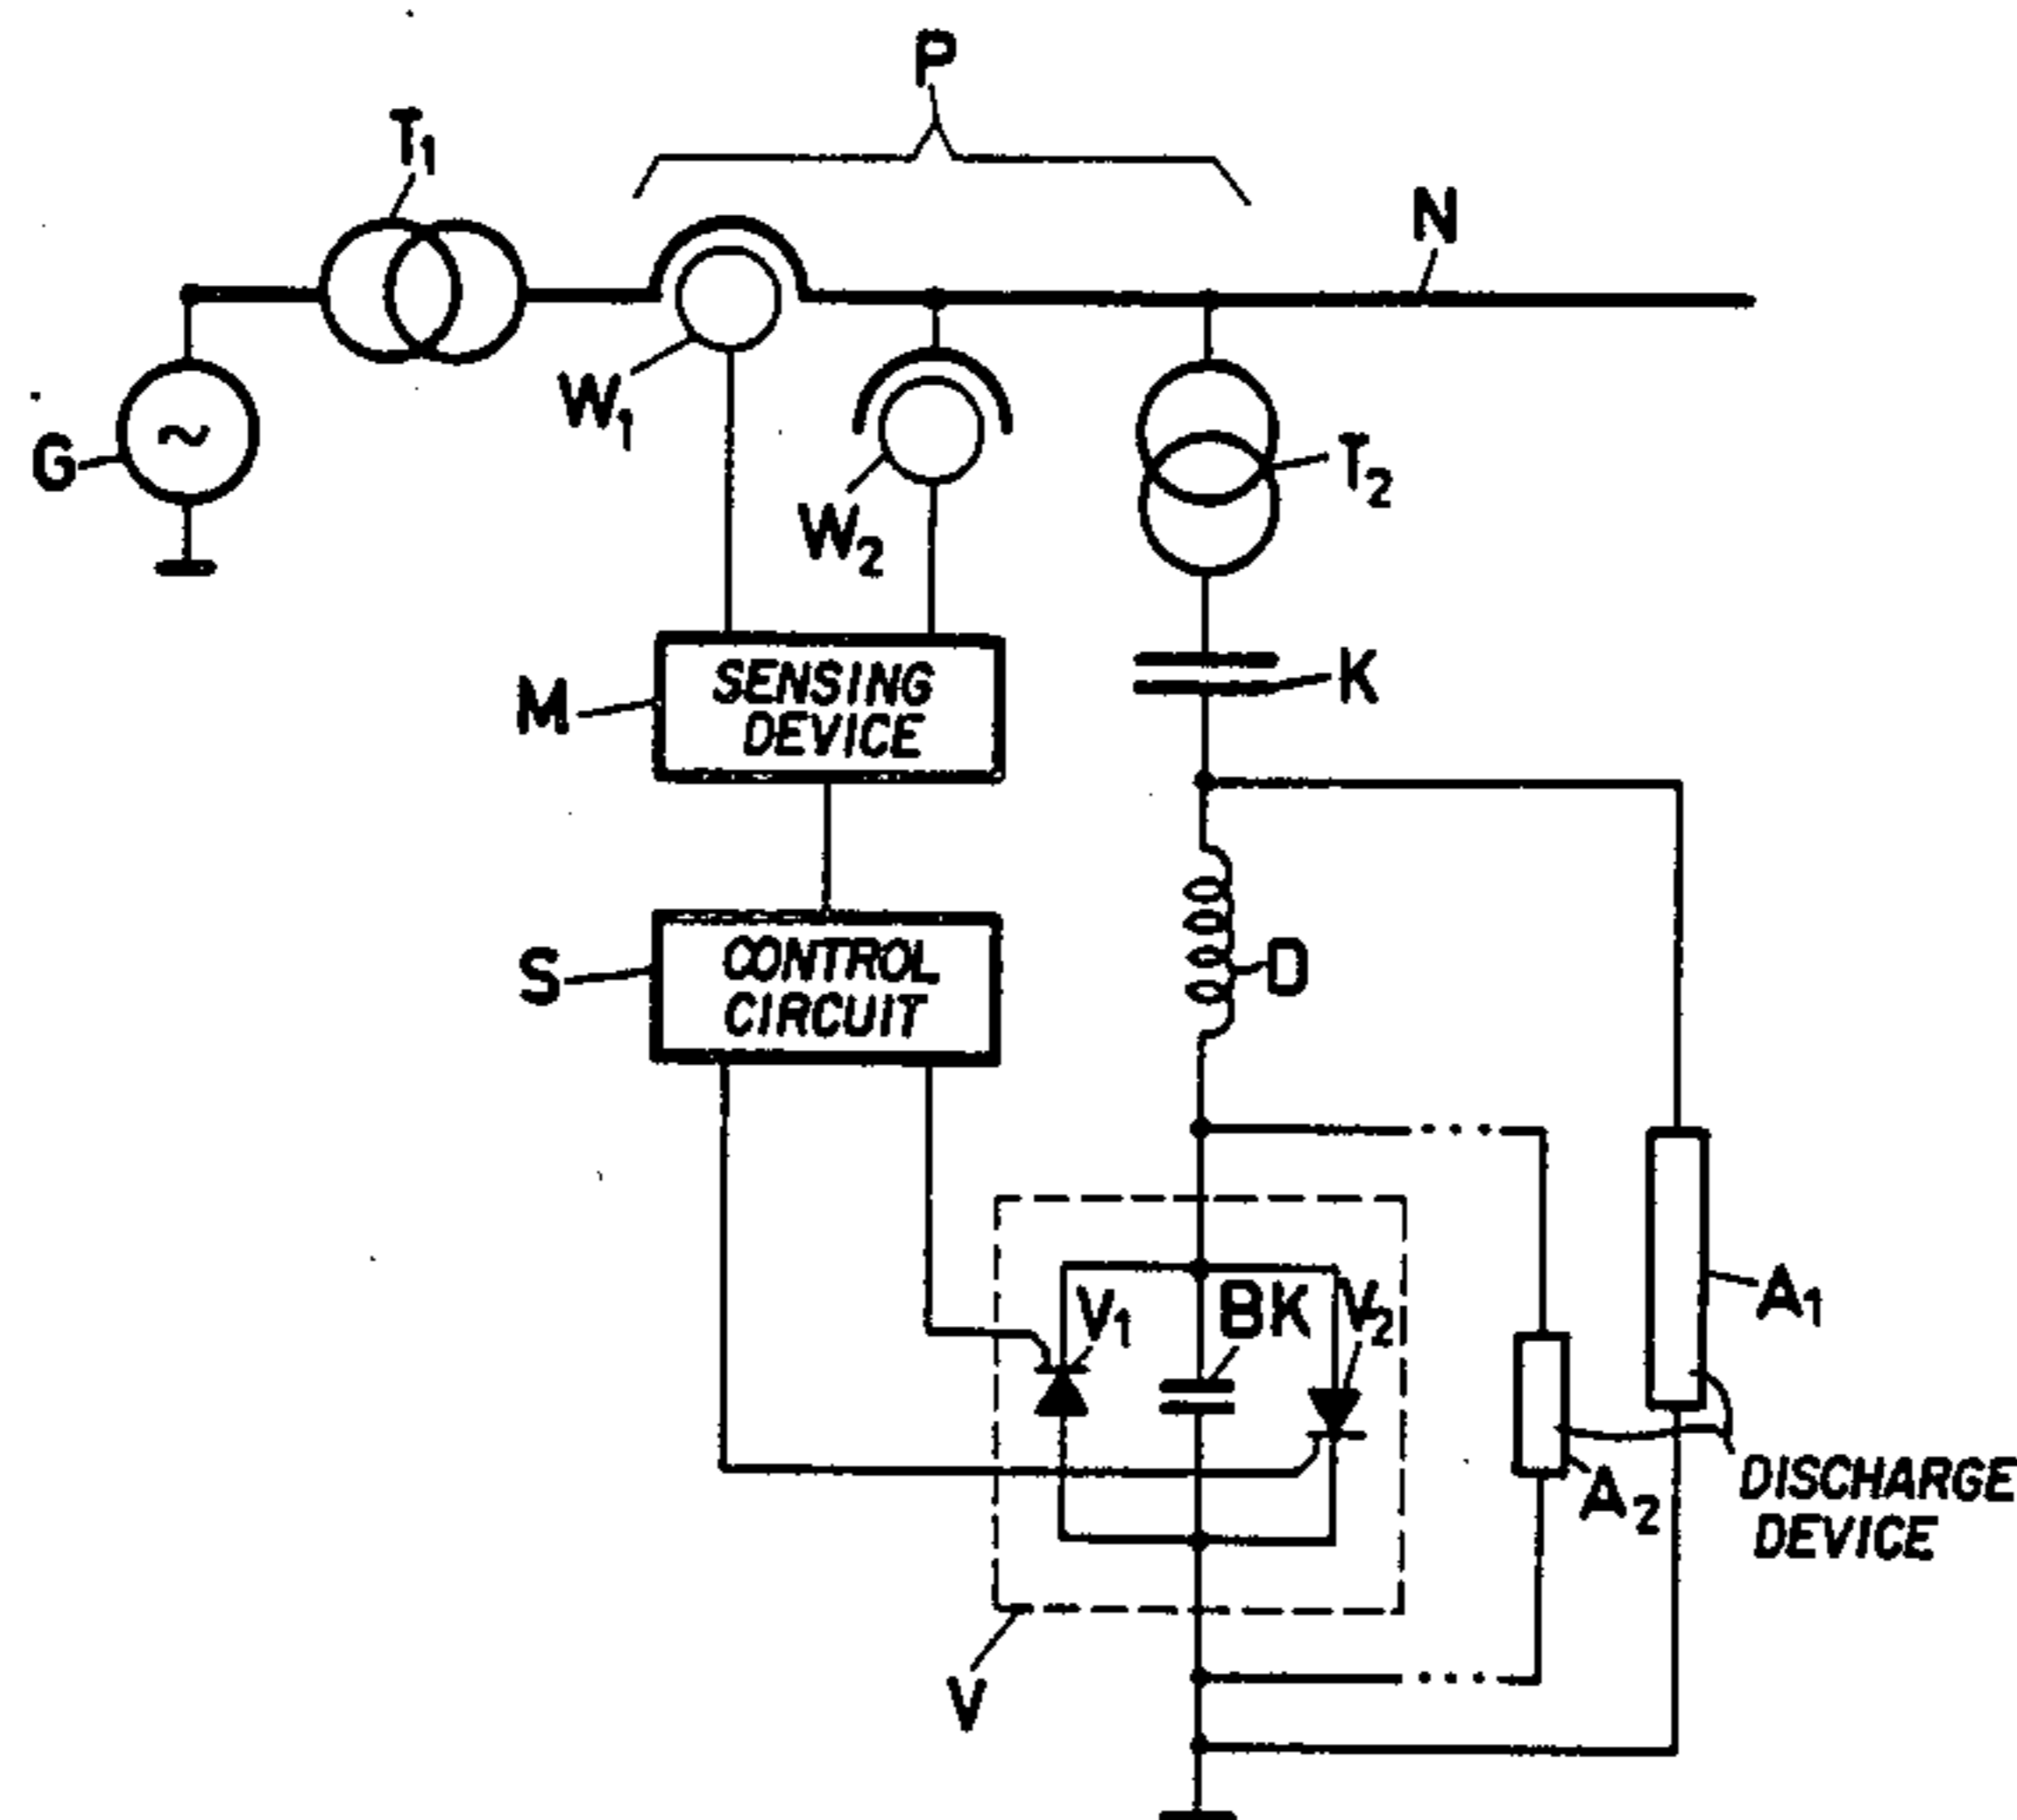 P
T1
N
W1
G
W2
T2
M
SENSING
DEVICE
K
S
CONTROL
CIRCUIT
D
V1
BK
V2
A1
A2
DISCHARGE
DEVICE
V
~